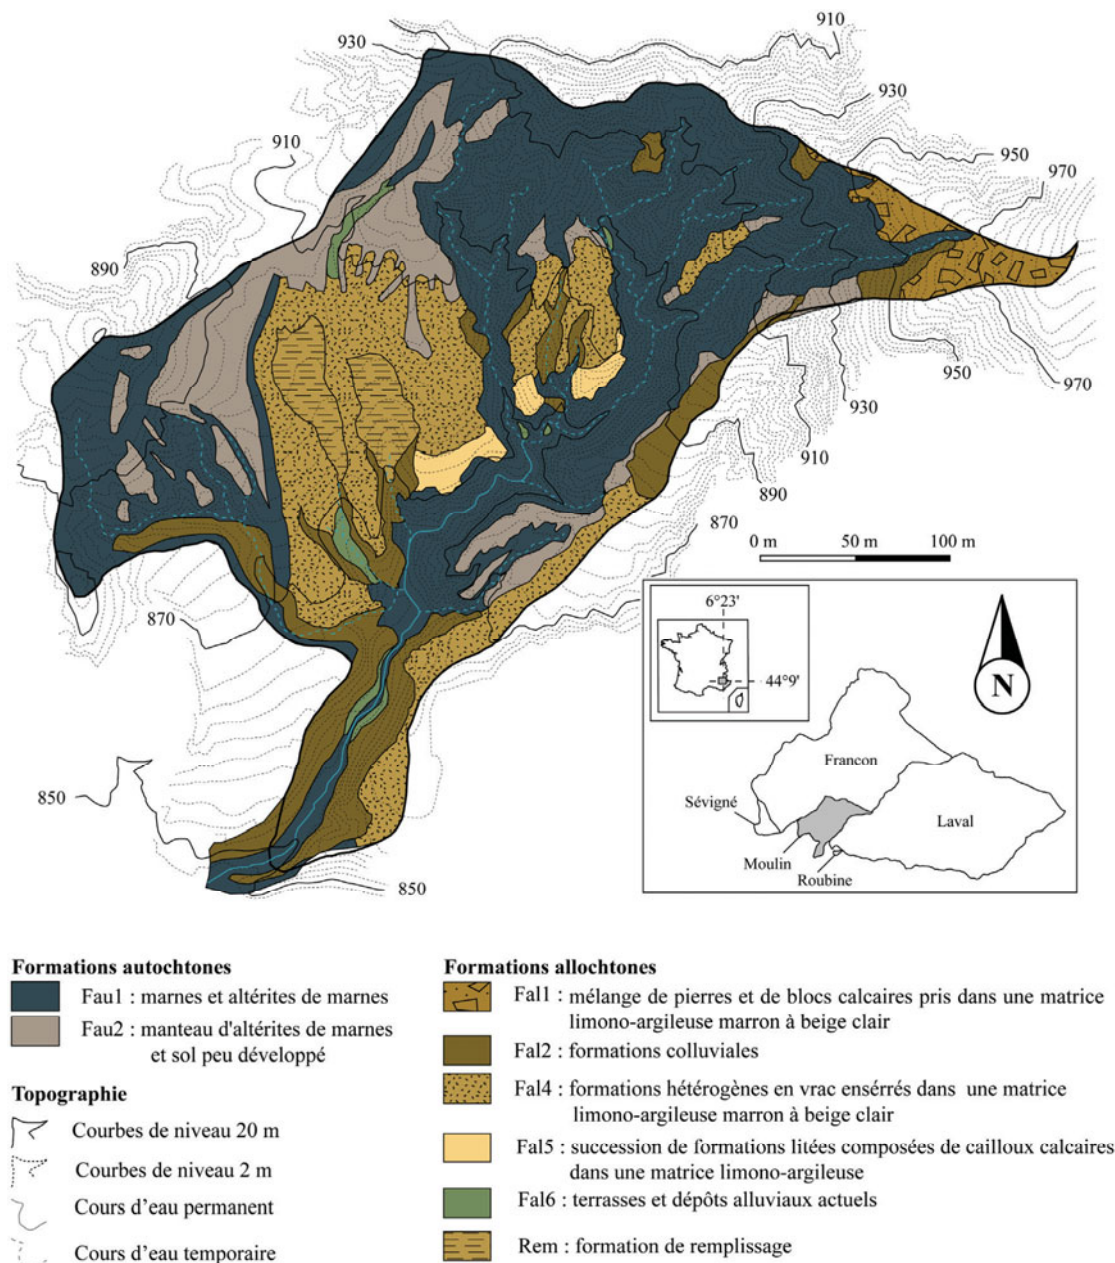 910
930
930
910
950
970
890
950
970
930
910
890
870
0 m 50 m 100 m
870
6°23'
44°9'
N
Francon
850
Sévigné
Laval
Moulin
Roubine
850
Formations autochtones
Fau1 : marnes et altérites de marnes
Fau2 : manteau d'altérites de marnes
et sol peu développé
Topographie
Courbes de niveau 20 m
Courbes de niveau 2 m
Cours d'eau permanent
Cours d'eau temporaire
Formations allochtones
Fal1 : mélange de pierres et de blocs calcaires pris dans une matrice
limono-argileuse marron à beige clair
Fal2 : formations colluviales
Fal4 : formations hétérogènes en vrac ensérrés dans une matrice
limono-argileuse marron à beige clair
Fal5 : succession de formations litées composées de cailloux calcaires
dans une matrice limono-argileuse
Fal6 : terrasses et dépôts alluviaux actuels
Rem : formation de remplissage